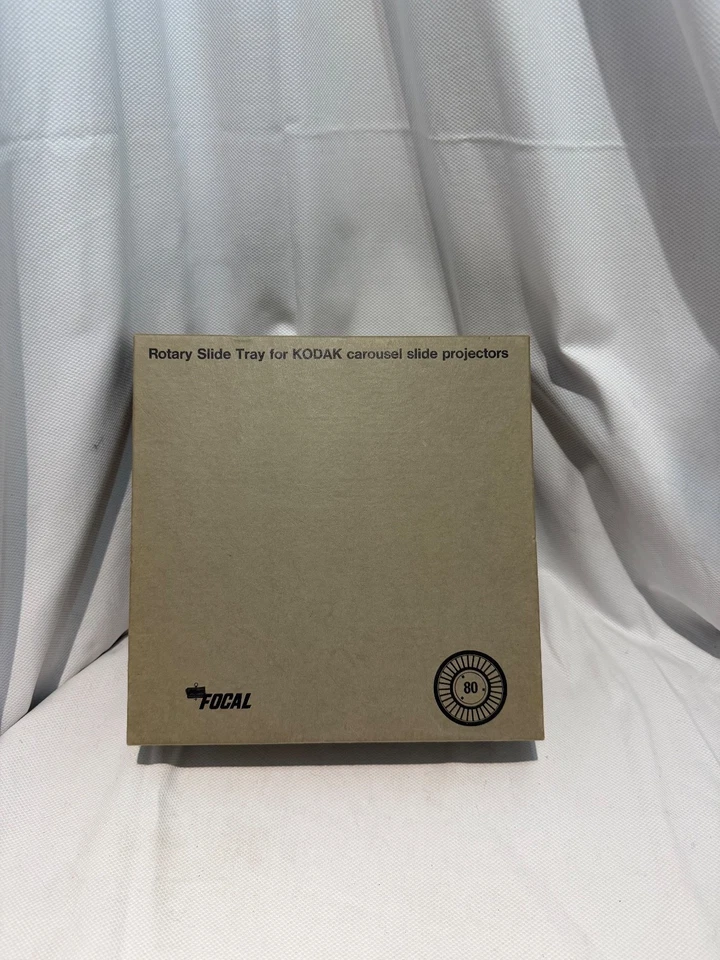 Rotary Slide Tray for KODAK carousel slide projectors
FOCAL
80